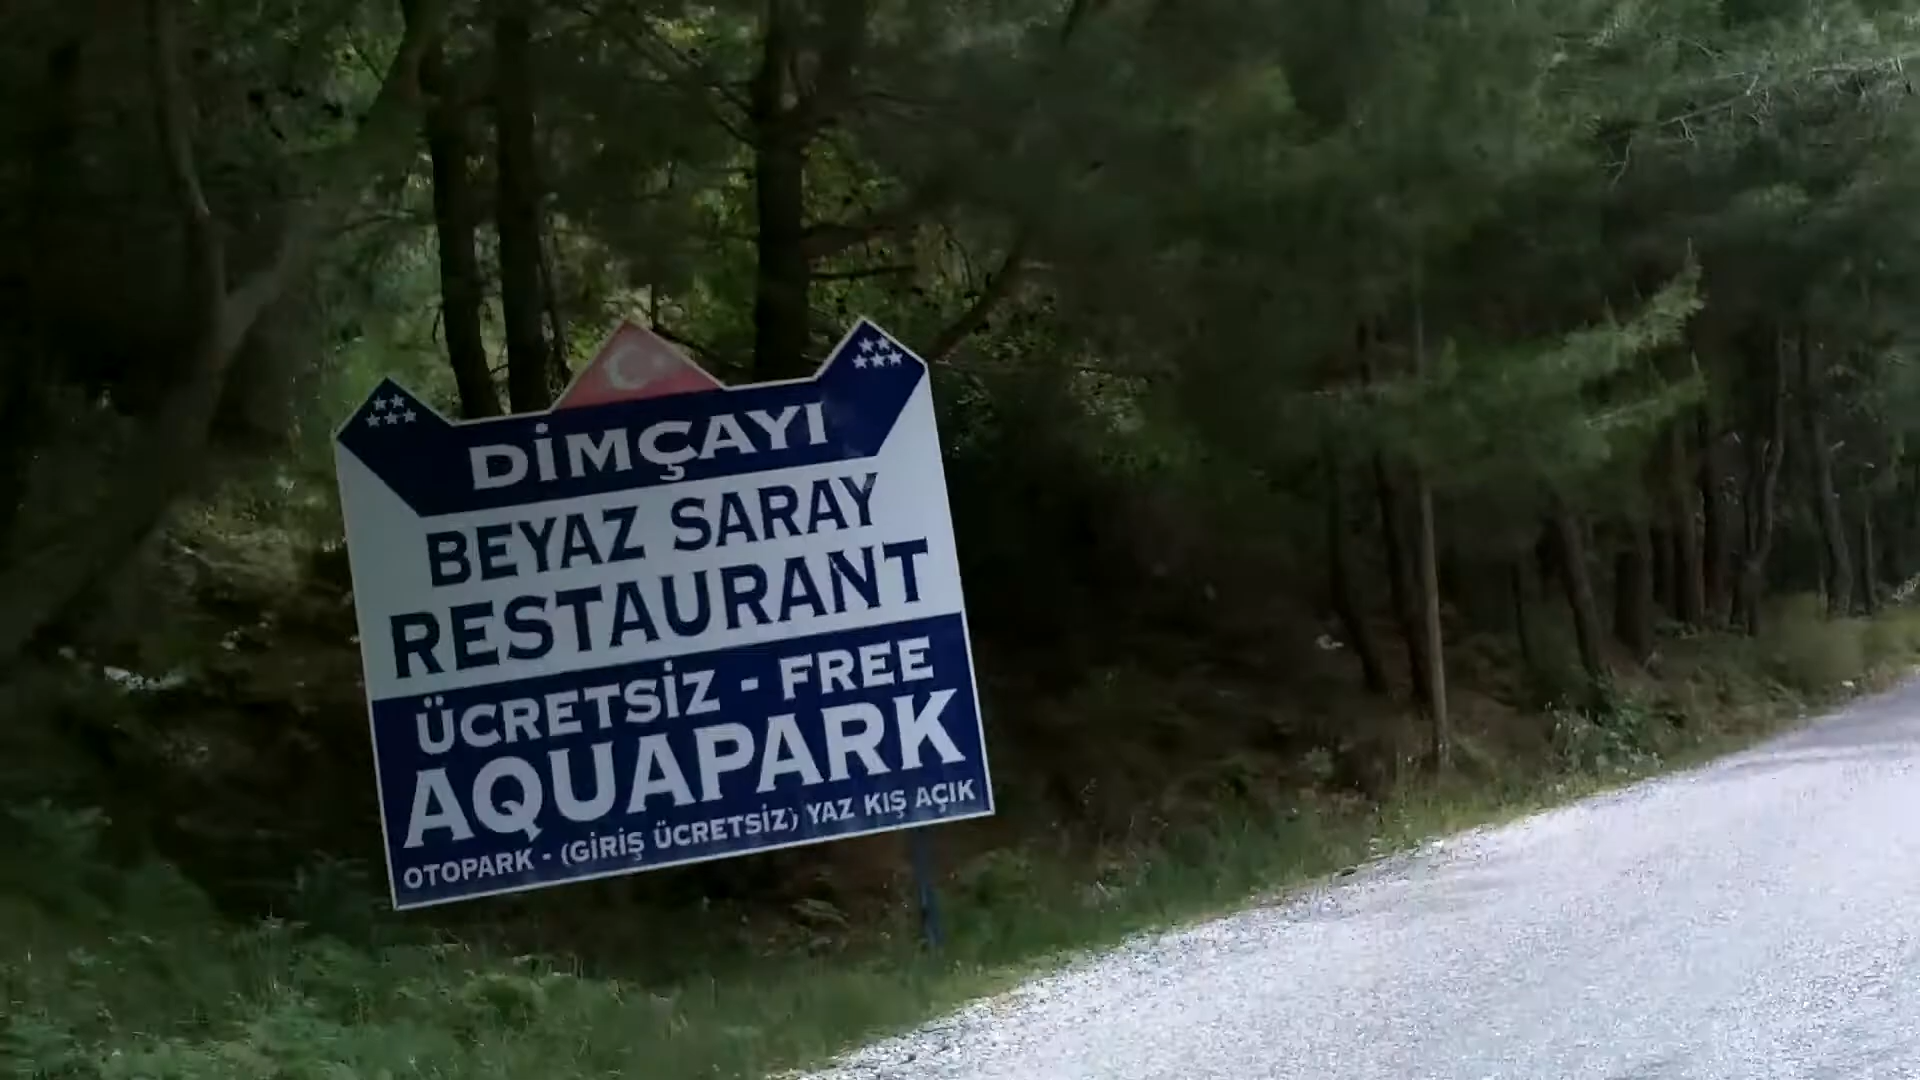 DİMÇAYI
BEYAZ SARAY
RESTAURANT
ÜCRETSİZ - FREE
AQUAPARK
OTOPARK - (GİRİŞ ÜCRETSİZ) YAZ KIŞ AÇIK